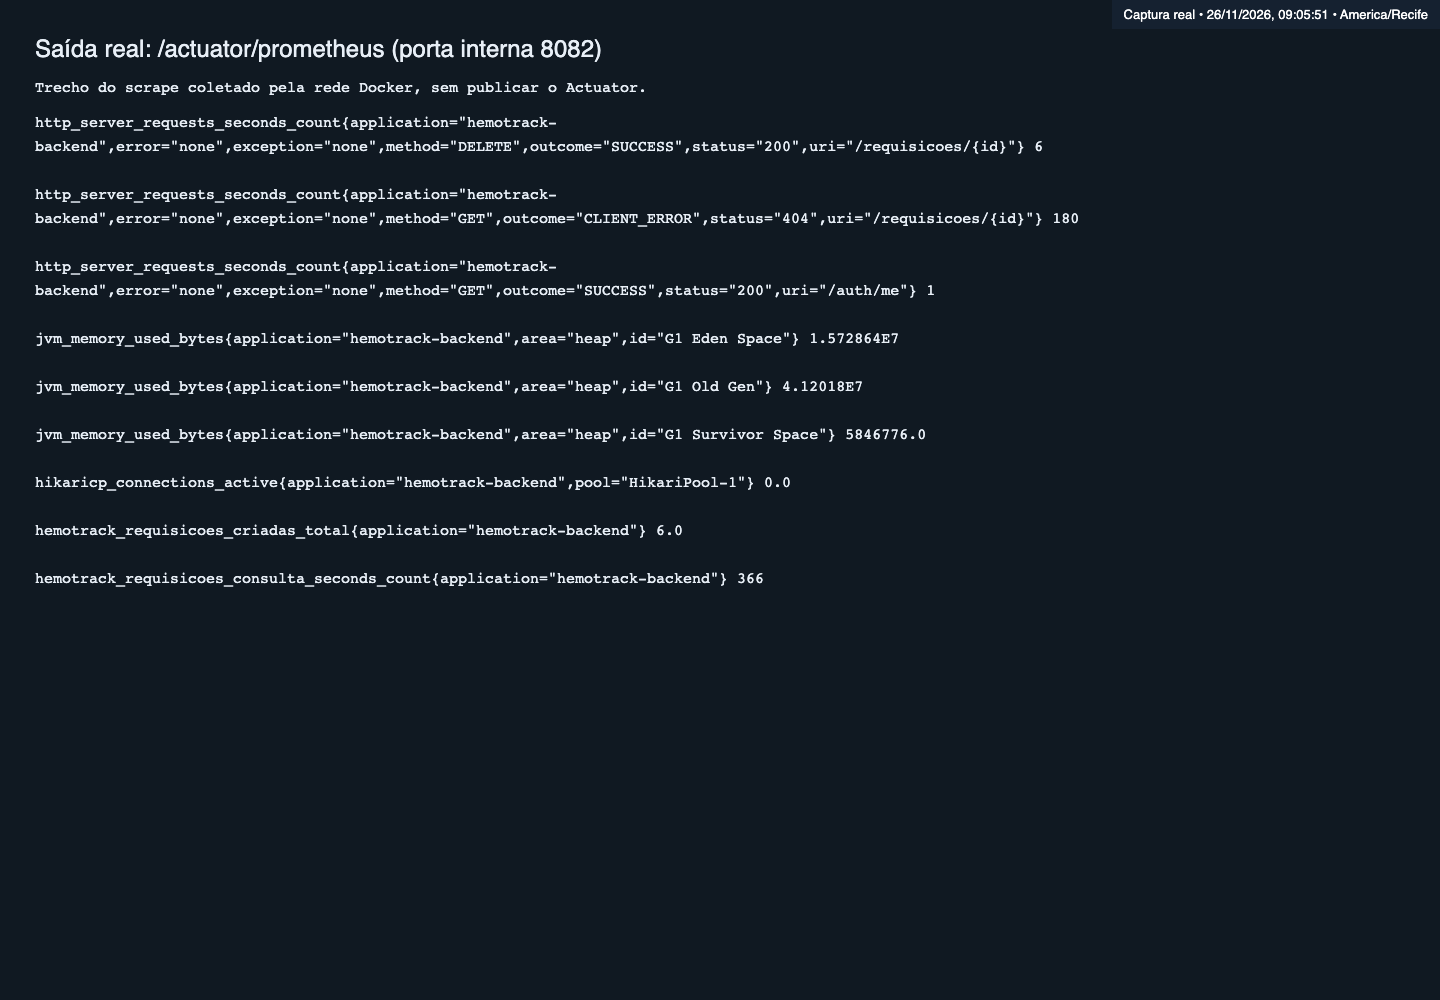 Captura real • 26/11/2026, 09:05:51 • America/Recife
Saída real: /actuator/prometheus (porta interna 8082)
Trecho do scrape coletado pela rede Docker, sem publicar o Actuator.
http_server_requests_seconds_count{application="hemotrack-
backend",error="none",exception="none",method="DELETE",outcome="SUCCESS",status="200",uri="/requisicoes/{id}"} 6
http_server_requests_seconds_count{application="hemotrack-
backend",error="none",exception="none",method="GET",outcome="CLIENT_ERROR",status="404",uri="/requisicoes/{id}"} 180
http_server_requests_seconds_count{application="hemotrack-
backend",error="none",exception="none",method="GET",outcome="SUCCESS",status="200",uri="/auth/me"} 1
jvm_memory_used_bytes{application="hemotrack-backend",area="heap",id="G1 Eden Space"} 1.572864E7
jvm_memory_used_bytes{application="hemotrack-backend",area="heap",id="G1 Old Gen"} 4.12018E7
jvm_memory_used_bytes{application="hemotrack-backend",area="heap",id="G1 Survivor Space"} 5846776.0
hikaricp_connections_active{application="hemotrack-backend",pool="HikariPool-1"} 0.0
hemotrack_requisicoes_criadas_total{application="hemotrack-backend"} 6.0
hemotrack_requisicoes_consulta_seconds_count{application="hemotrack-backend"} 366